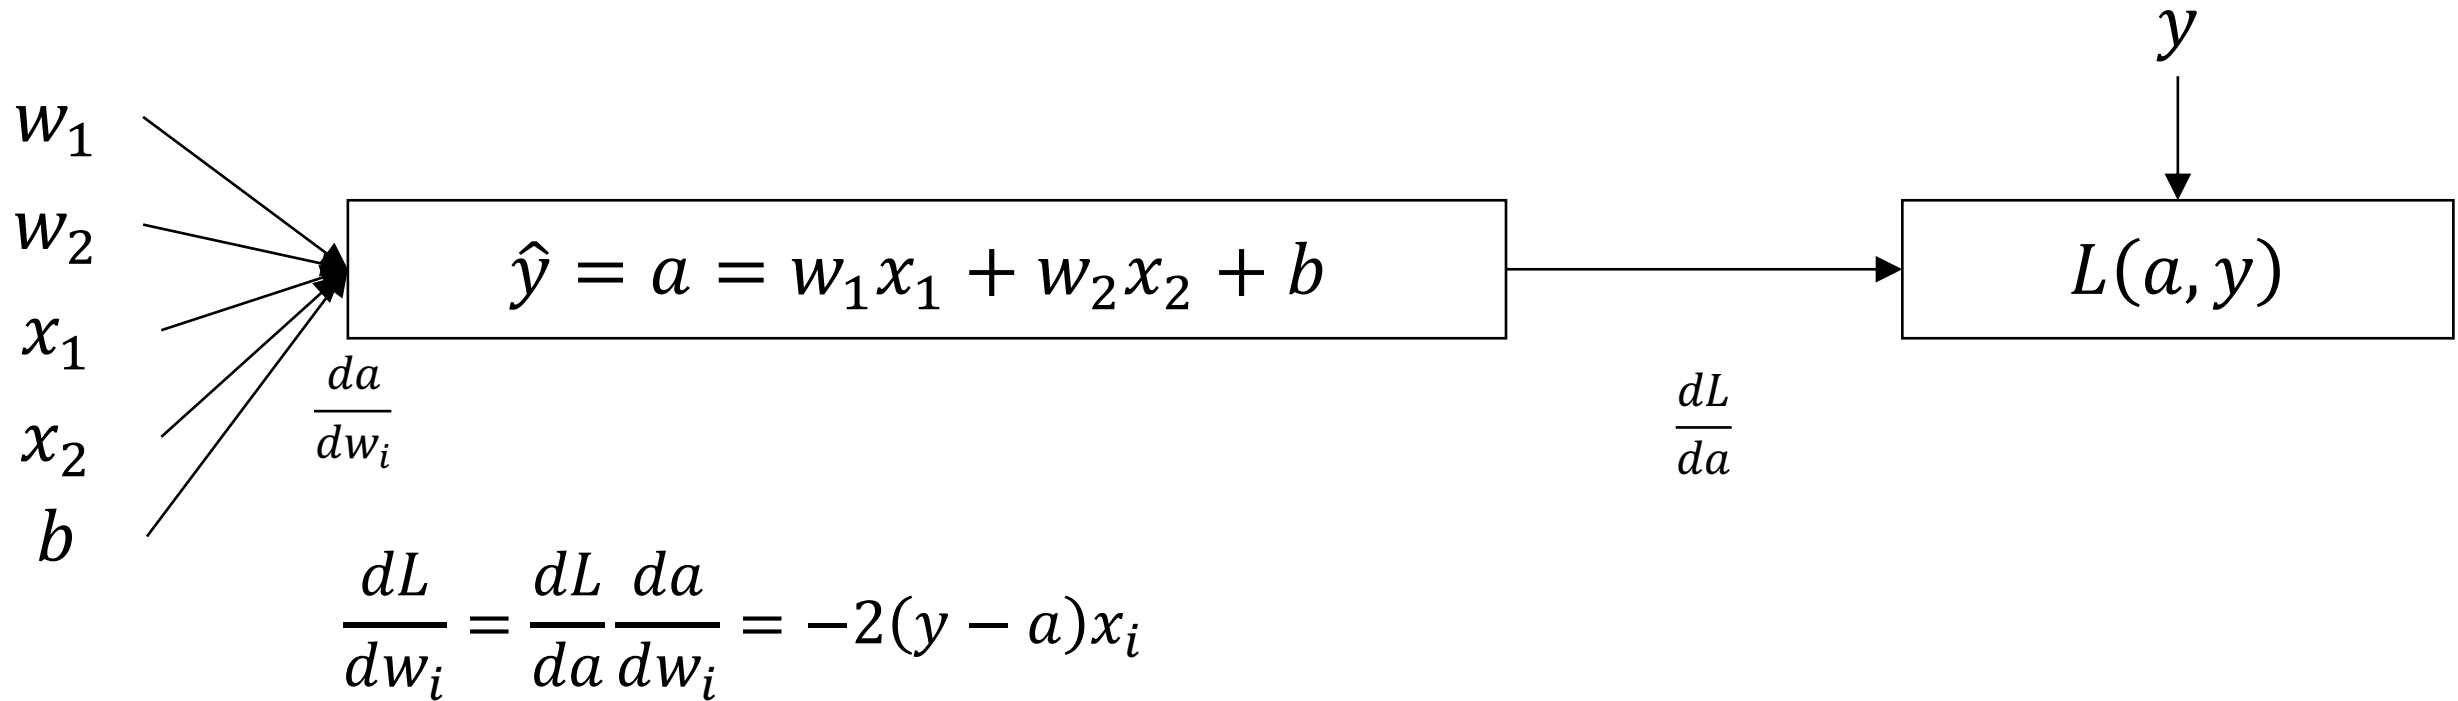 y
w₁
w₂
x₁
x₂
b
ŷ = a = w₁x₁ + w₂x₂ + b
L(a, y)
da/dwᵢ
dL/da
dL/dwᵢ = dL/da da/dwᵢ = −2(y − a)xᵢ